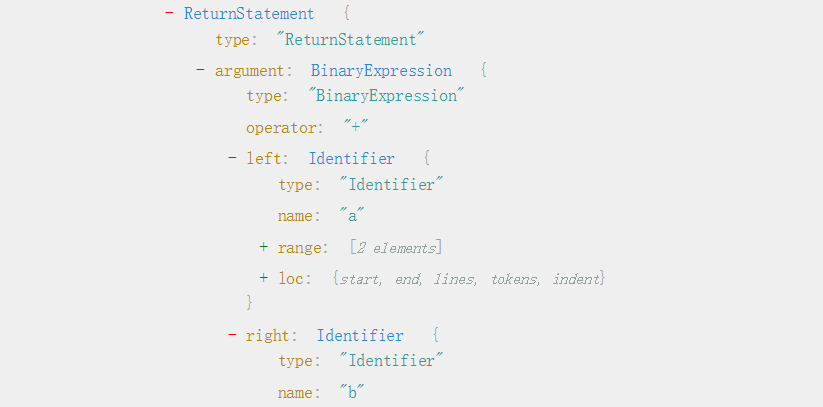 - ReturnStatement {
type: "ReturnStatement"
- argument: BinaryExpression {
type: "BinaryExpression"
operator: "+"
- left: Identifier {
type: "Identifier"
name: "a"
+ range: [2 elements]
+ loc: {start, end, lines, tokens, indent}
}
- right: Identifier {
type: "Identifier"
name: "b"